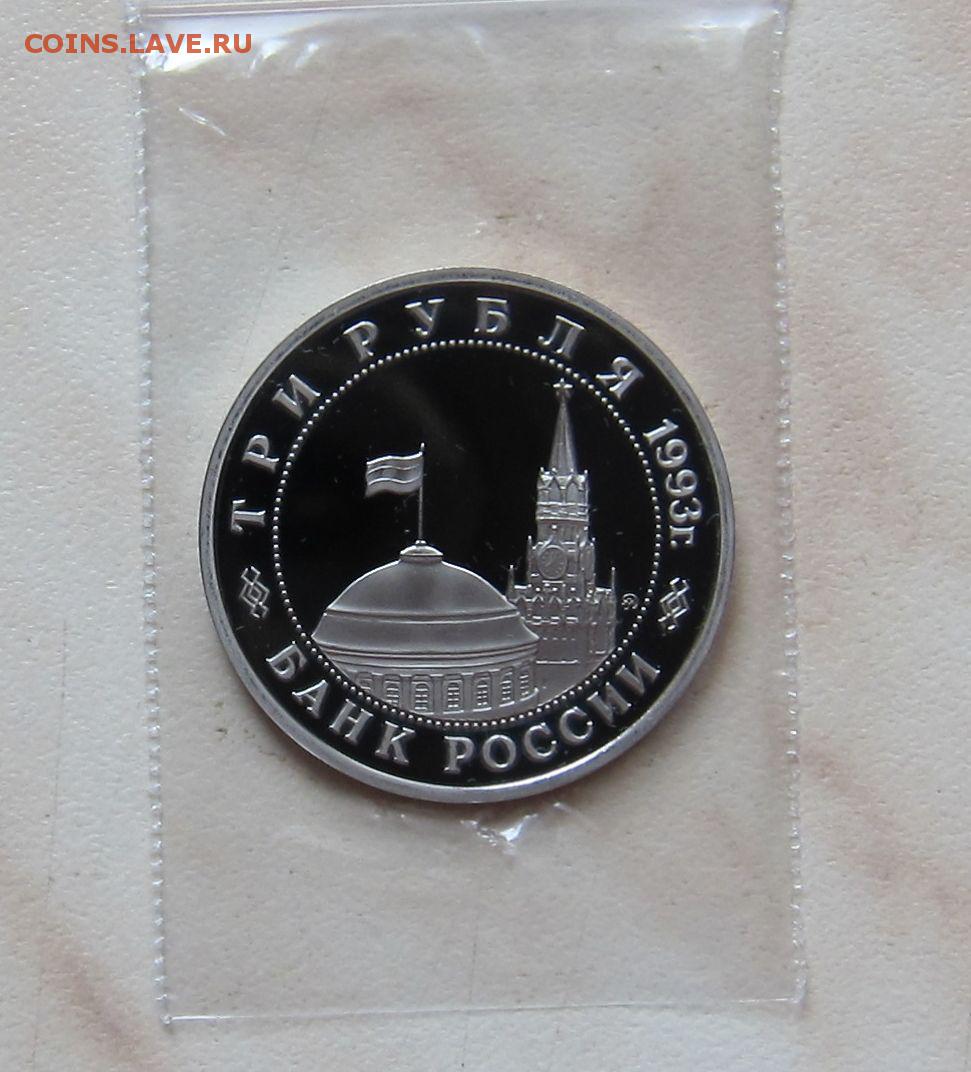 COINS.LAVE.RU
ТРИ РУБЛЯ 1993г.
БАНК РОССИИ